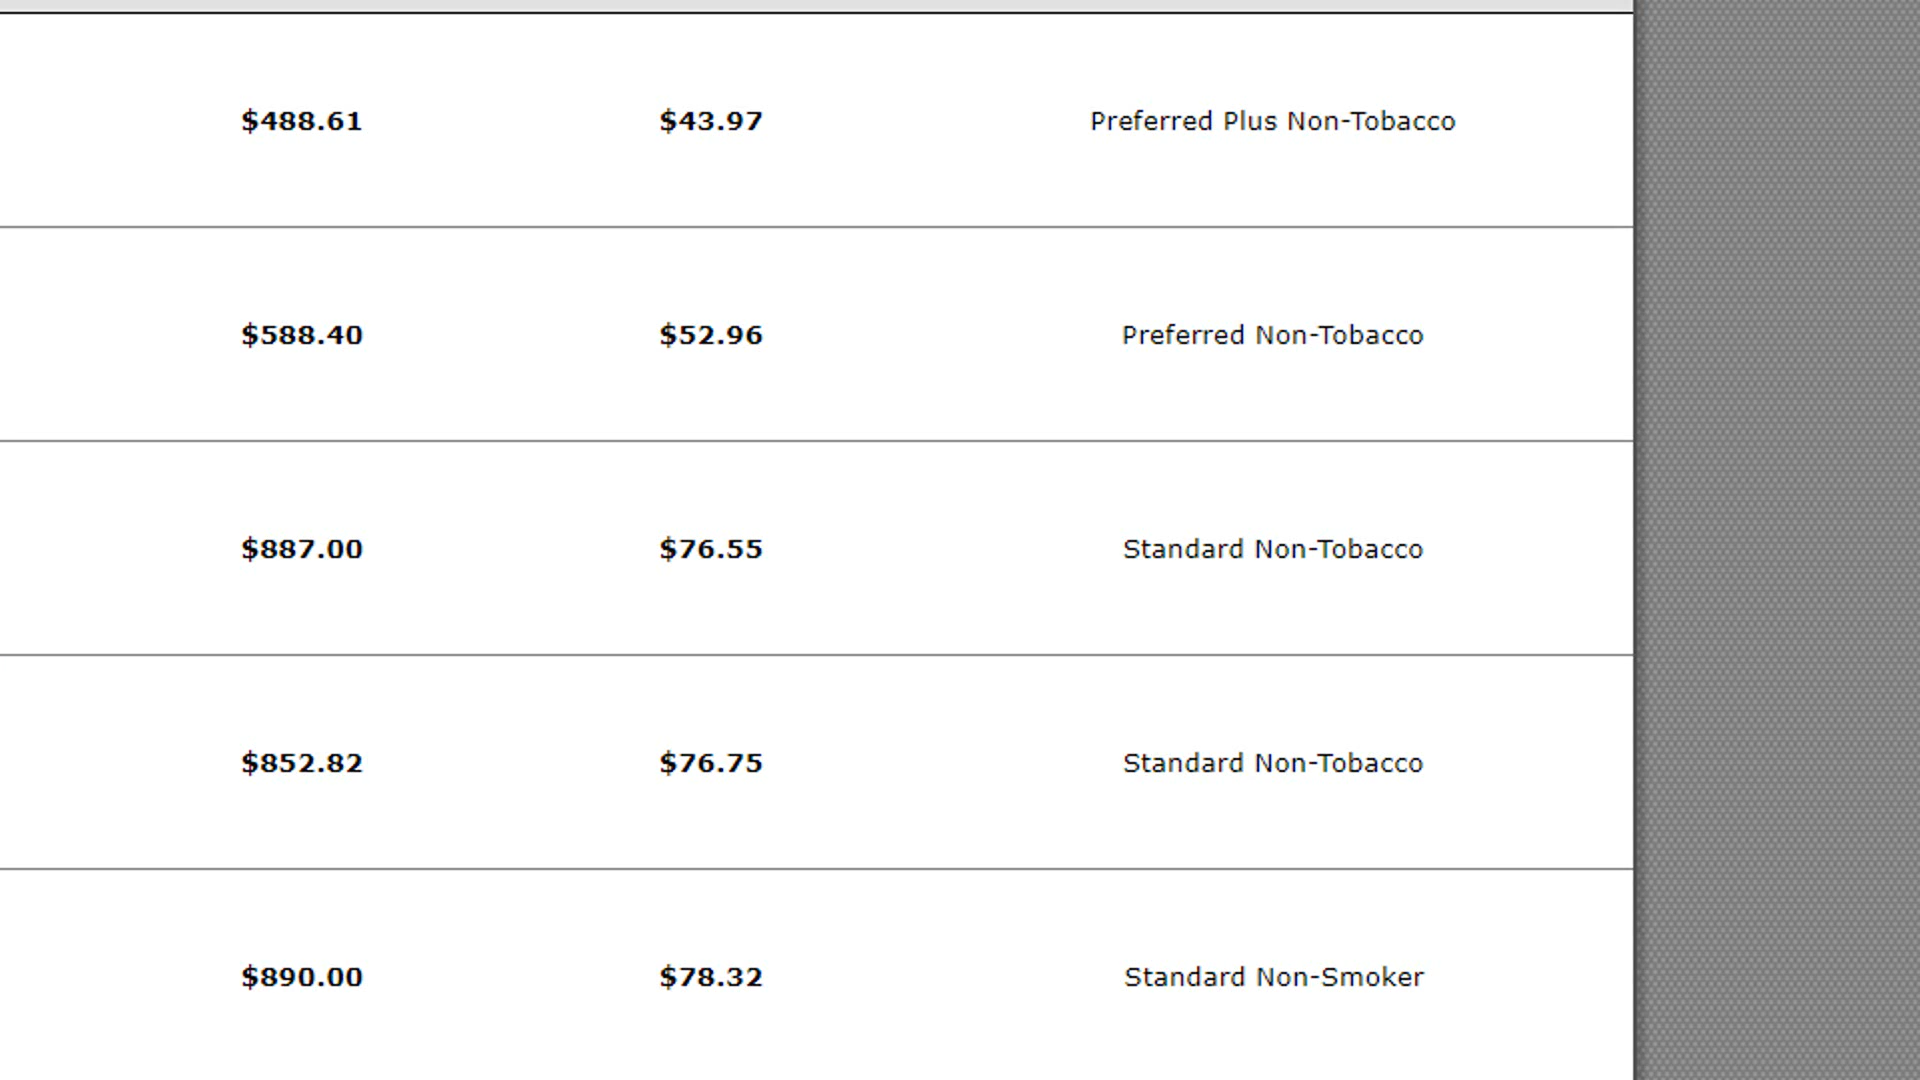 $488.61 $43.97 Preferred Plus Non-Tobacco
$588.40 $52.96 Preferred Non-Tobacco
$887.00 $76.55 Standard Non-Tobacco
$852.82 $76.75 Standard Non-Tobacco
$890.00 $78.32 Standard Non-Smoker